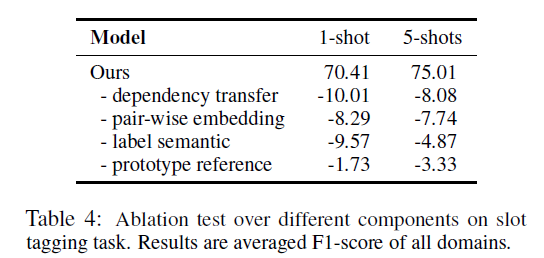 Model 1-shot 5-shots
Ours 70.41 75.01
- dependency transfer -10.01 -8.08
- pair-wise embedding -8.29 -7.74
- label semantic -9.57 -4.87
- prototype reference -1.73 -3.33
Table 4: Ablation test over different components on slot
tagging task. Results are averaged F1-score of all domains.